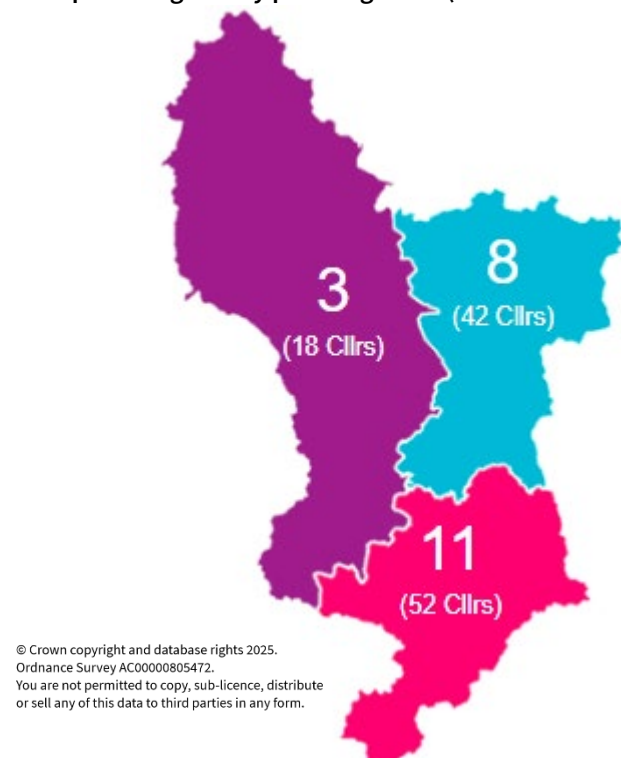 3
(18 Cllrs)
8
(42 Cllrs)
11
(52 Cllrs)
© Crown copyright and database rights 2025.
Ordnance Survey AC00000805472.
You are not permitted to copy, sub-licence, distribute
or sell any of this data to third parties in any form.